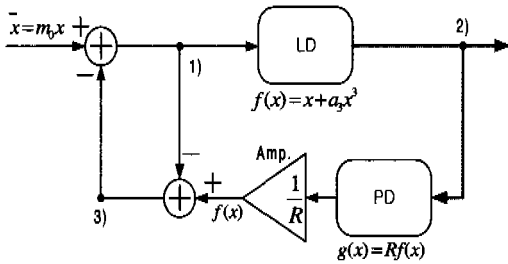 x̄=m₀x + 2)
+ LD
− 1)
f(x)=x+a₃x³
Amp.
− +
+ 1/R PD
3) f(x)
g(x)=Rf(x)